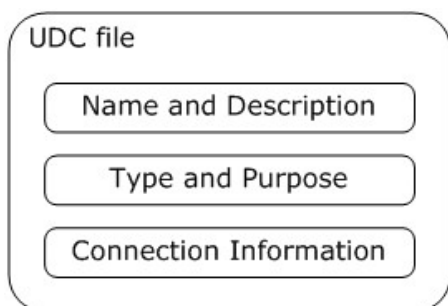 UDC file
Name and Description
Type and Purpose
Connection Information